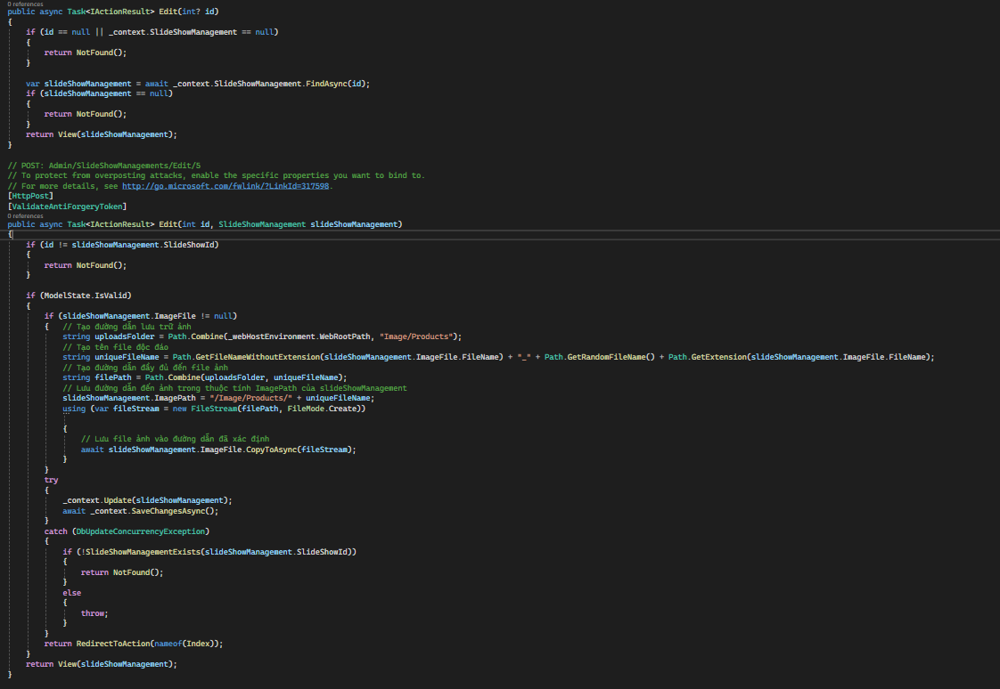 0 references
public async Task<IActionResult> Edit(int? id)
{
if (id == null || _context.SlideShowManagement == null)
{
return NotFound();
}
var slideShowManagement = await _context.SlideShowManagement.FindAsync(id);
if (slideShowManagement == null)
{
return NotFound();
}
return View(slideShowManagement);
}
// POST: Admin/SlideShowManagements/Edit/5
// To protect from overposting attacks, enable the specific properties you want to bind to.
// For more details, see http://go.microsoft.com/fwlink/?LinkId=317598.
[HttpPost]
[ValidateAntiForgeryToken]
0 references
public async Task<IActionResult> Edit(int id, SlideShowManagement slideShowManagement)
{
if (id != slideShowManagement.SlideShowId)
{
return NotFound();
}
if (ModelState.IsValid)
{
if (slideShowManagement.ImageFile != null)
{ // Tạo đường dẫn lưu trữ ảnh
string uploadsFolder = Path.Combine(_webHostEnvironment.WebRootPath, "Image/Products");
// Tạo tên file độc đáo
string uniqueFileName = Path.GetFileNameWithoutExtension(slideShowManagement.ImageFile.FileName) + "_" + Path.GetRandomFileName() + Path.GetExtension(slideShowManagement.ImageFile.FileName);
// Tạo đường dẫn đầy đủ đến file ảnh
string filePath = Path.Combine(uploadsFolder, uniqueFileName);
// Lưu đường dẫn đến ảnh trong thuộc tính ImagePath của slideShowManagement
slideShowManagement.ImagePath = "/Image/Products/" + uniqueFileName;
using (var fileStream = new FileStream(filePath, FileMode.Create))
{
// Lưu file ảnh vào đường dẫn đã xác định
await slideShowManagement.ImageFile.CopyToAsync(fileStream);
}
}
try
{
_context.Update(slideShowManagement);
await _context.SaveChangesAsync();
}
catch (DbUpdateConcurrencyException)
{
if (!SlideShowManagementExists(slideShowManagement.SlideShowId))
{
return NotFound();
}
else
{
throw;
}
}
return RedirectToAction(nameof(Index));
}
return View(slideShowManagement);
}